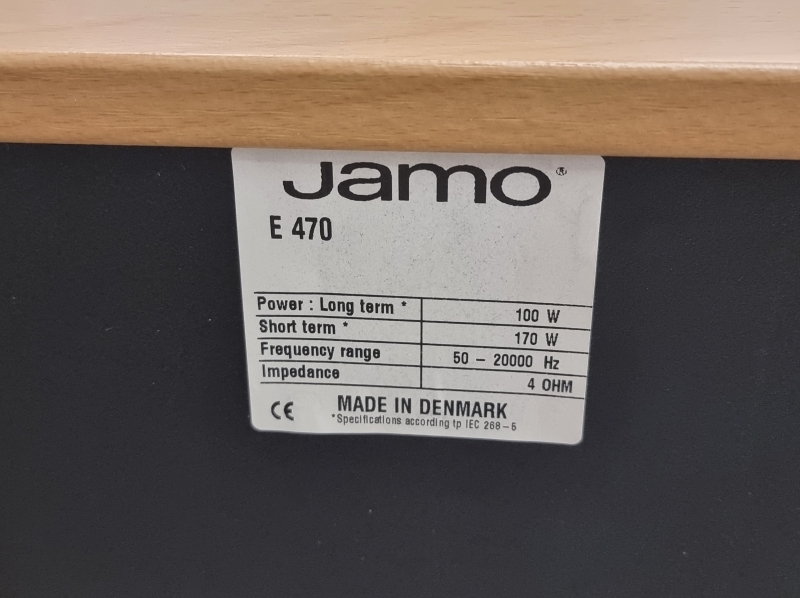 Jamo®
E 470
Power : Long term * 100 W
Short term * 170 W
Frequency range 50 – 20000 Hz
Impedance 4 OHM
CE MADE IN DENMARK
*Specifications according tp IEC 268–5